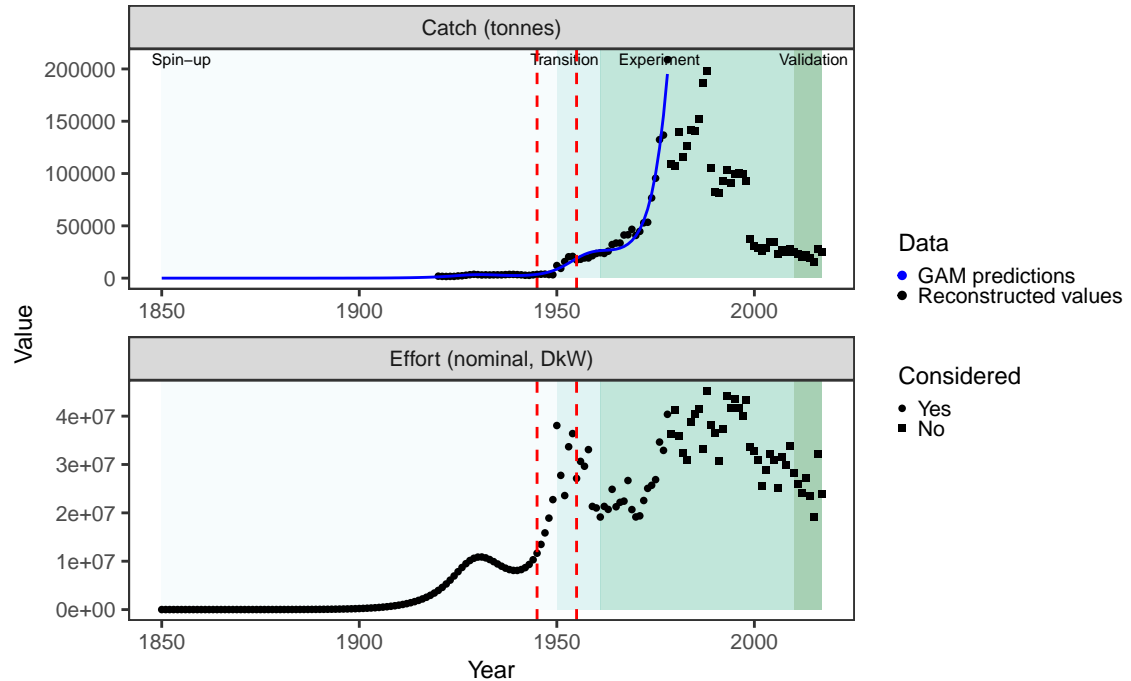 Catch (tonnes)
Spin−up
Transition
Experiment
Validation
200000
150000
100000
50000
0
1850
1900
1950
2000
Effort (nominal, DkW)
4e+07
3e+07
2e+07
1e+07
0e+00
1850
1900
1950
2000
Value
Year
Data
GAM predictions
Reconstructed values
Considered
Yes
No